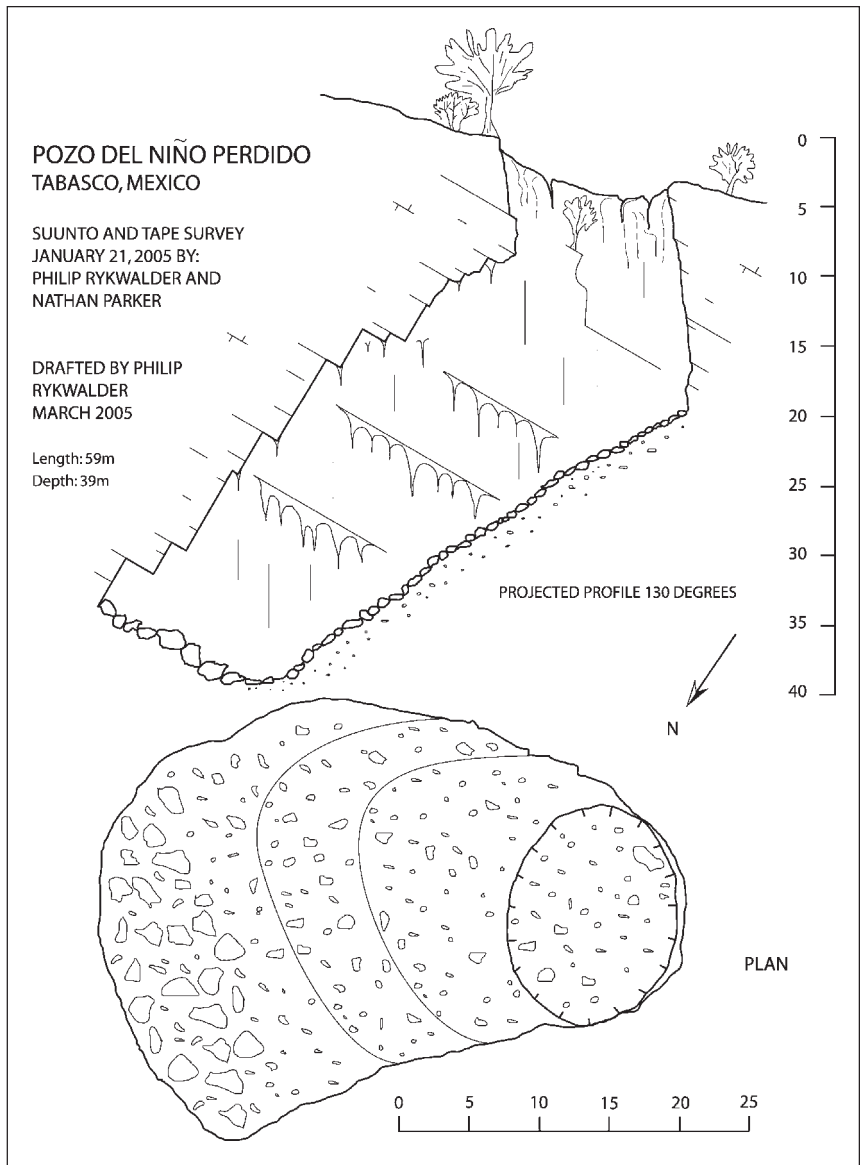 POZO DEL NIÑO PERDIDO
TABASCO, MEXICO
SUUNTO AND TAPE SURVEY
JANUARY 21, 2005 BY:
PHILIP RYKWALDER AND
NATHAN PARKER
DRAFTED BY PHILIP
RYKWALDER
MARCH 2005
Length: 59m
Depth: 39m
0
5
10
15
20
25
30
35
40
PROJECTED PROFILE 130 DEGREES
N
PLAN
0 5 10 15 20 25